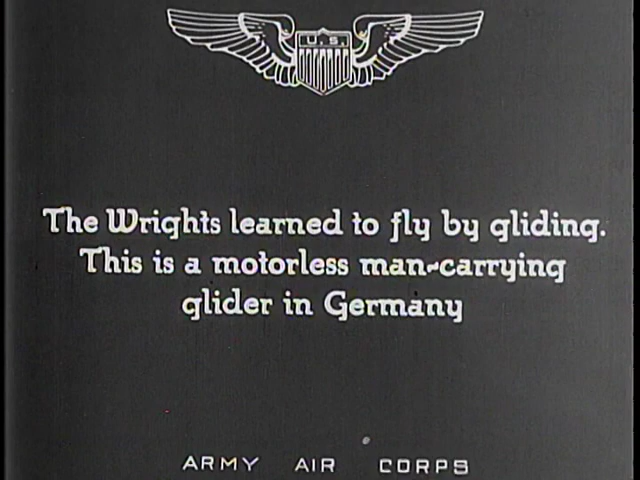 U.S.
The Wrights learned to fly by gliding.
This is a motorless man-carrying
glider in Germany
ARMY AIR CORPS